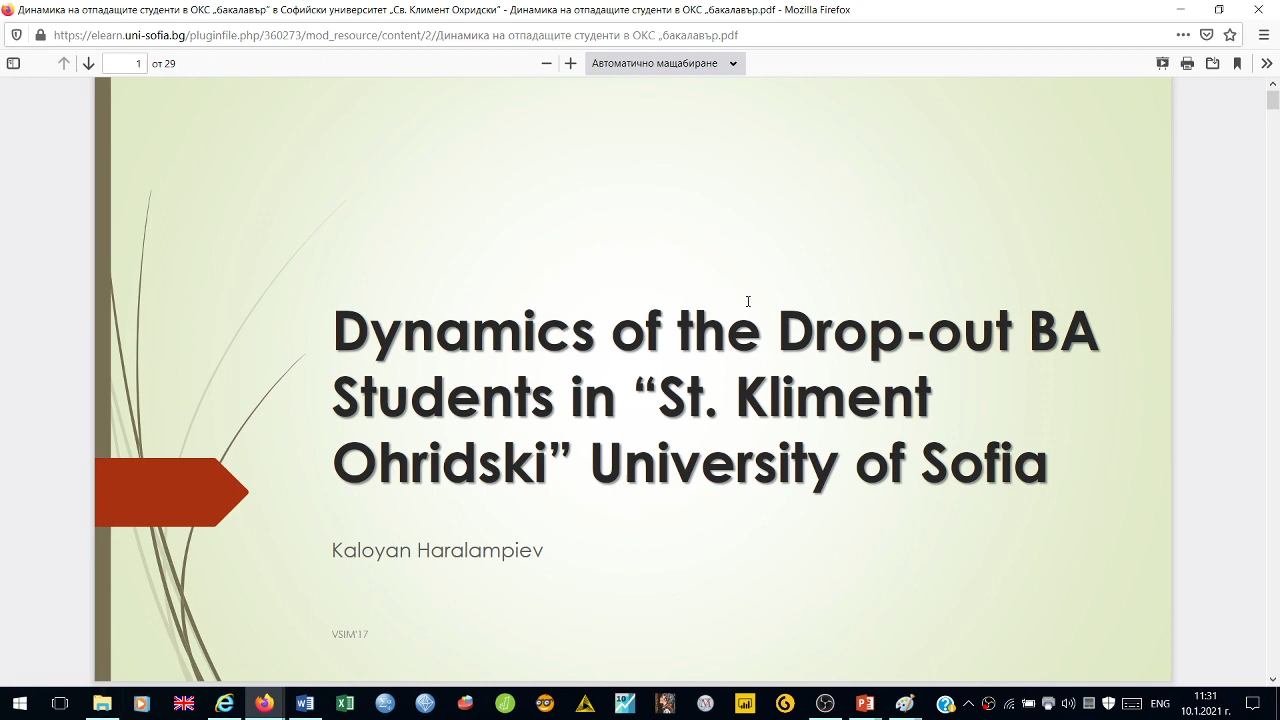 Динамика на отпадащите студенти в ОКС „бакалавър“ в Софийски университет „Св. Климент Охридски“ - Динамика на отпадащите студенти в ОКС „бакалавър.pdf - Mozilla Firefox
https://elearn.uni-sofia.bg/pluginfile.php/360273/mod_resource/content/2/Динамика на отпадащите студенти в ОКС „бакалавър.pdf
1 от 29 Автоматично мащабиране
Dynamics of the Drop-out BA
Students in “St. Kliment
Ohridski” University of Sofia
Kaloyan Haralampiev
VSIM'17
ENG
11:31
10.1.2021 г.